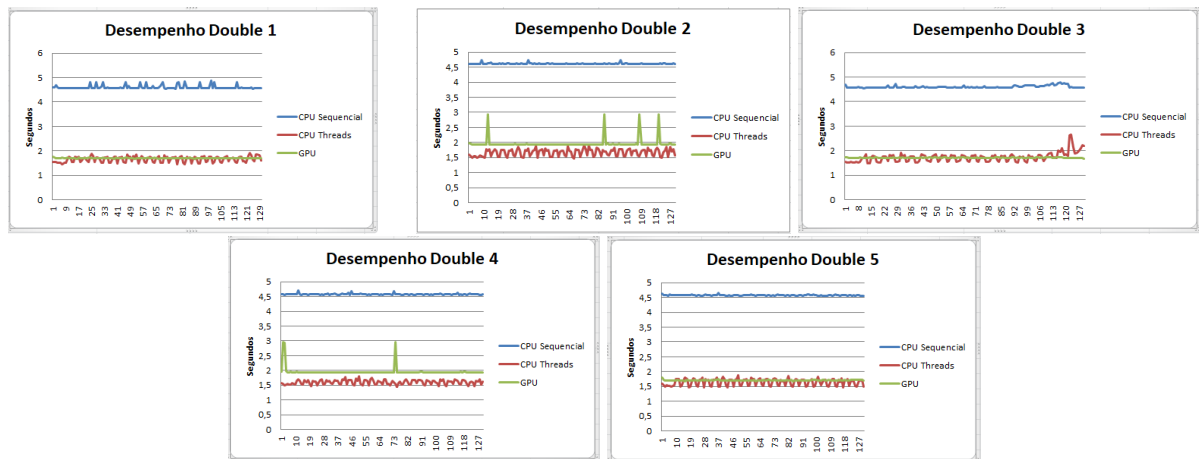 Desempenho Double 1
Segundos
6
5
4
3
2
1
0
1 9 17 25 33 41 49 57 65 73 81 89 97 105 113 121 129
CPU Sequencial
CPU Threads
GPU
Desempenho Double 2
Segundos
5
4,5
4
3,5
3
2,5
2
1,5
1
0,5
0
1 10 19 28 37 46 55 64 73 82 91 100 109 118 127
CPU Sequencial
CPU Threads
GPU
Desempenho Double 3
Segundos
6
5
4
3
2
1
0
1 8 15 22 29 36 43 50 57 64 71 78 85 92 99 106 113 120 127
CPU Sequencial
CPU Threads
GPU
Desempenho Double 4
Segundos
5
4,5
4
3,5
3
2,5
2
1,5
1
0,5
0
1 10 19 28 37 46 55 64 73 82 91 100 109 118 127
CPU Sequencial
CPU Threads
GPU
Desempenho Double 5
Segundos
5
4,5
4
3,5
3
2,5
2
1,5
1
0,5
0
1 10 19 28 37 46 55 64 73 82 91 100 109 118 127
CPU Sequencial
CPU Threads
GPU